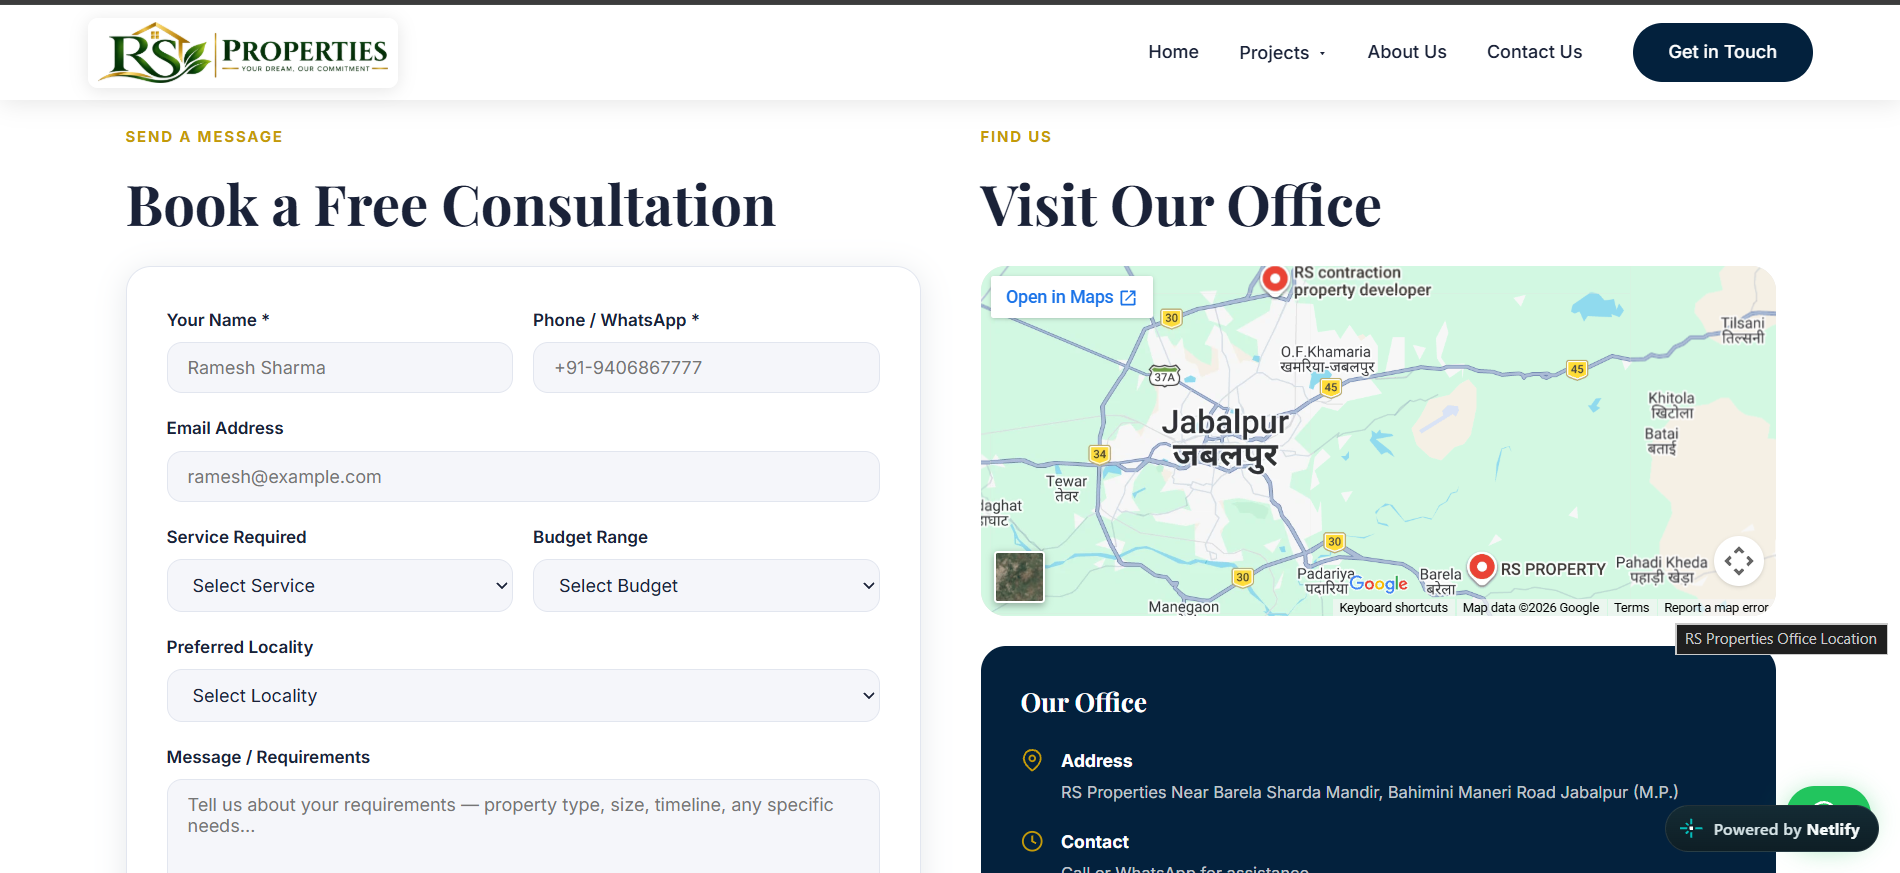 RS PROPERTIES
YOUR DREAM, OUR COMMITMENT
Home
Projects
About Us
Contact Us
Get in Touch
SEND A MESSAGE
Book a Free Consultation
Your Name *
Phone / WhatsApp *
Ramesh Sharma
+91-9406867777
Email Address
ramesh@example.com
Service Required
Budget Range
Select Service
Select Budget
Preferred Locality
Select Locality
Message / Requirements
Tell us about your requirements — property type, size, timeline, any specific
needs...
FIND US
Visit Our Office
Open in Maps
RS contraction
property developer
30
Tilsani
तिल्सनी
O.F.Khamaria
खमरिया-जबलपुर
37A
45
45
Khitola
खिटोला
Jabalpur
जबलपुर
Batai
बताई
34
Tewar
तेवर
30
Padariya
पदारिया
Google
Barela
बरेला
RS PROPERTY
Pahadi Kheda
पहाड़ी खेड़ा
30
Manegaon
Keyboard shortcuts
Map data ©2026 Google
Terms
Report a map error
RS Properties Office Location
Our Office
Address
RS Properties Near Barela Sharda Mandir, Bahimini Maneri Road Jabalpur (M.P.)
Contact
Call or WhatsApp for assistance
Powered by Netlify